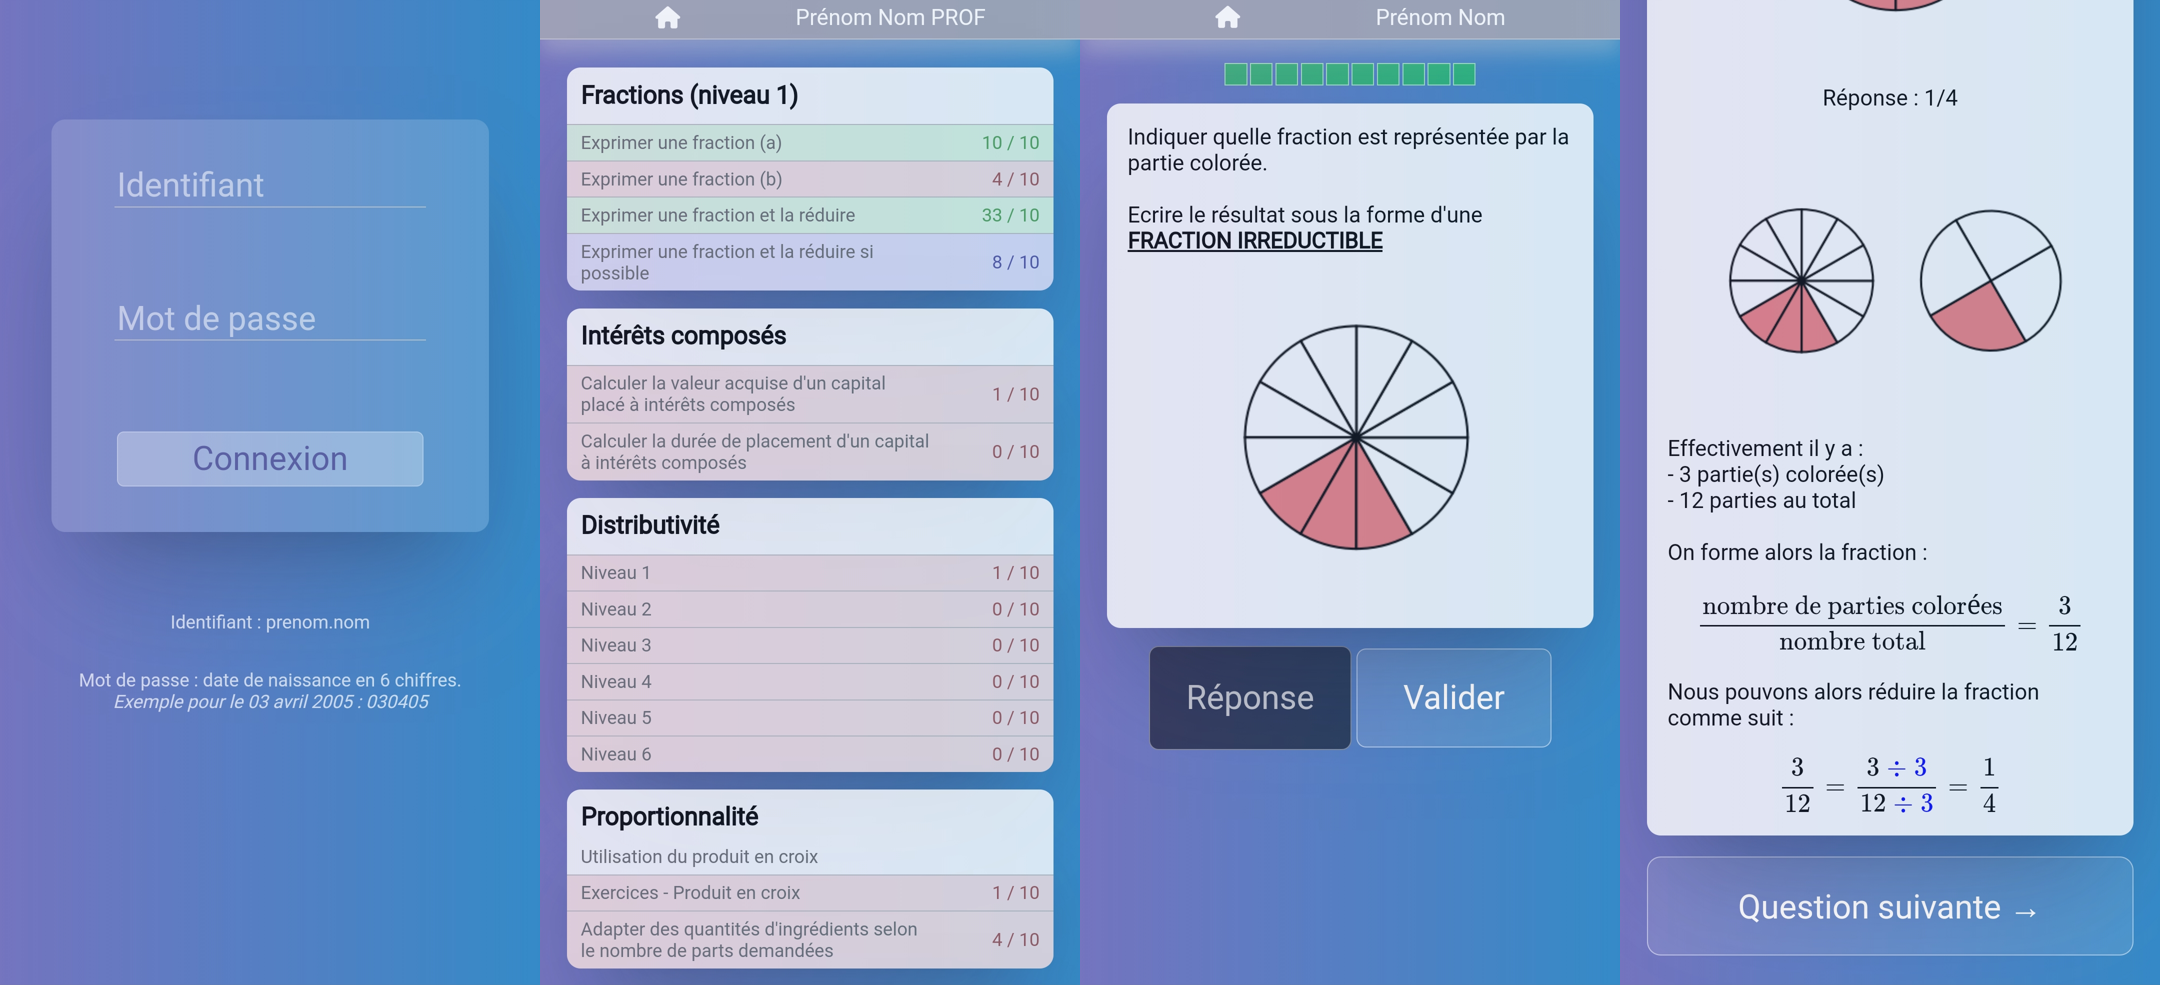 Identifiant
Mot de passe
Connexion
Identifiant : prenom.nom
Mot de passe : date de naissance en 6 chiffres.
Exemple pour le 03 avril 2005 : 030405
Prénom Nom PROF
Fractions (niveau 1)
Exprimer une fraction (a) 10 / 10
Exprimer une fraction (b) 4 / 10
Exprimer une fraction et la réduire 33 / 10
Exprimer une fraction et la réduire si
possible 8 / 10
Intérêts composés
Calculer la valeur acquise d'un capital
placé à intérêts composés 1 / 10
Calculer la durée de placement d'un capital
à intérêts composés 0 / 10
Distributivité
Niveau 1 1 / 10
Niveau 2 0 / 10
Niveau 3 0 / 10
Niveau 4 0 / 10
Niveau 5 0 / 10
Niveau 6 0 / 10
Proportionnalité
Utilisation du produit en croix
Exercices - Produit en croix 1 / 10
Adapter des quantités d'ingrédients selon
le nombre de parts demandées 4 / 10
Prénom Nom
Indiquer quelle fraction est représentée par la
partie colorée.
Ecrire le résultat sous la forme d'une
FRACTION IRREDUCTIBLE
Réponse Valider
Réponse : 1/4
Effectivement il y a :
- 3 partie(s) colorée(s)
- 12 parties au total
On forme alors la fraction :
nombre de parties colorées / nombre total = 3/12
Nous pouvons alors réduire la fraction
comme suit :
3/12 = 3 ÷ 3 / 12 ÷ 3 = 1/4
Question suivante →